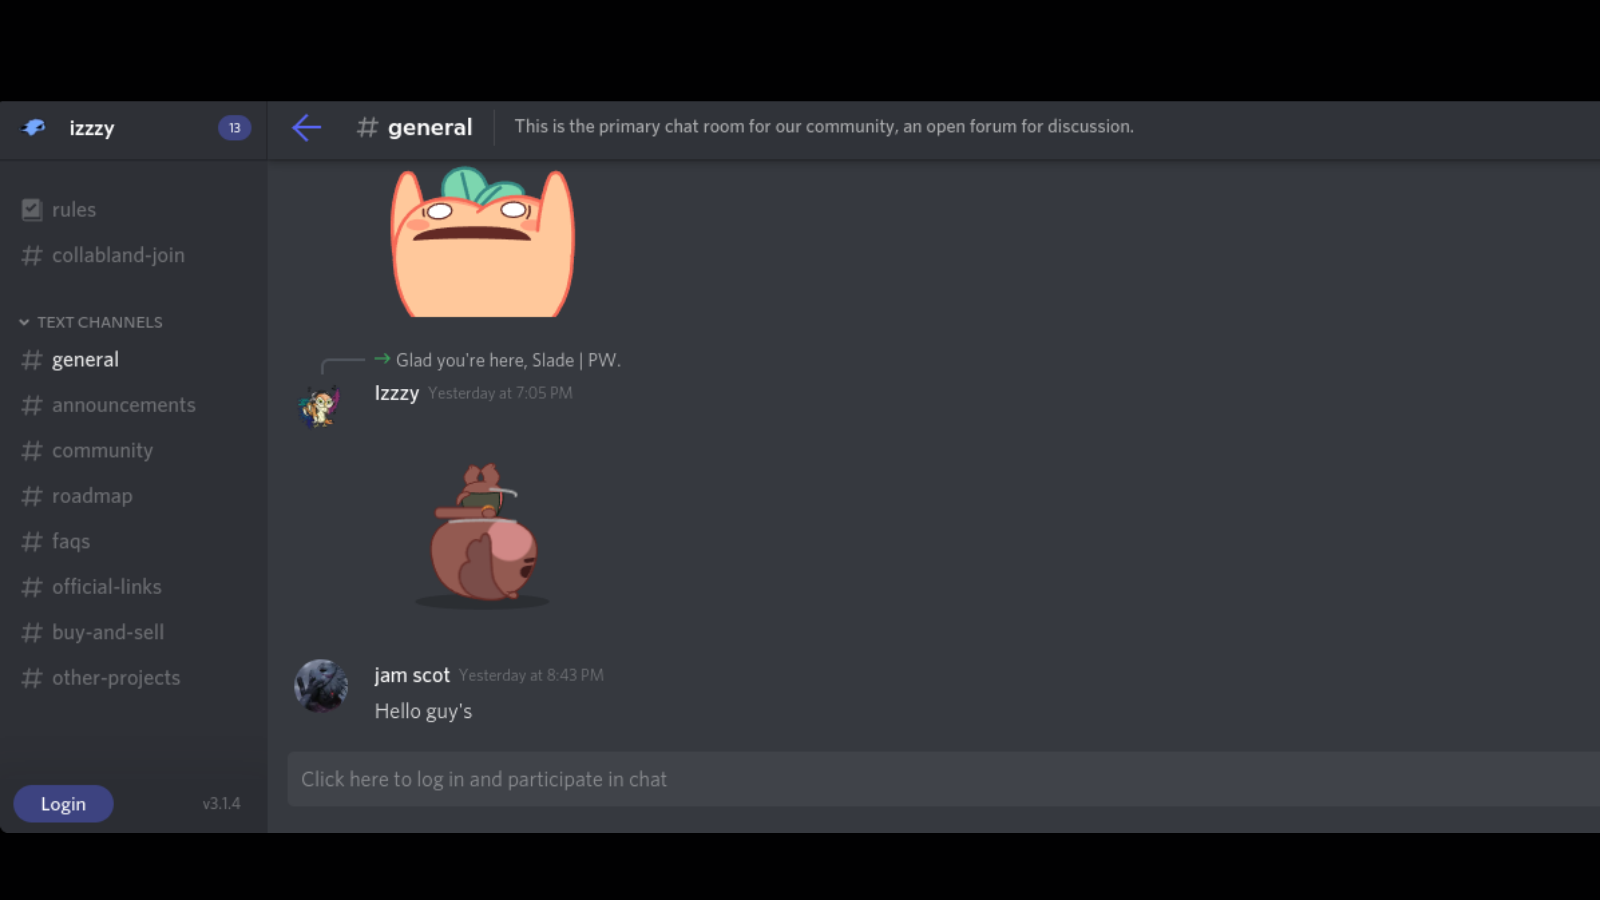 izzzy
13
rules
# collabland-join
TEXT CHANNELS
# general
# announcements
# community
# roadmap
# faqs
# official-links
# buy-and-sell
# other-projects
Login
v3.1.4
# general
This is the primary chat room for our community, an open forum for discussion.
Glad you're here, Slade | PW.
Izzzy Yesterday at 7:05 PM
jam scot Yesterday at 8:43 PM
Hello guy's
Click here to log in and participate in chat